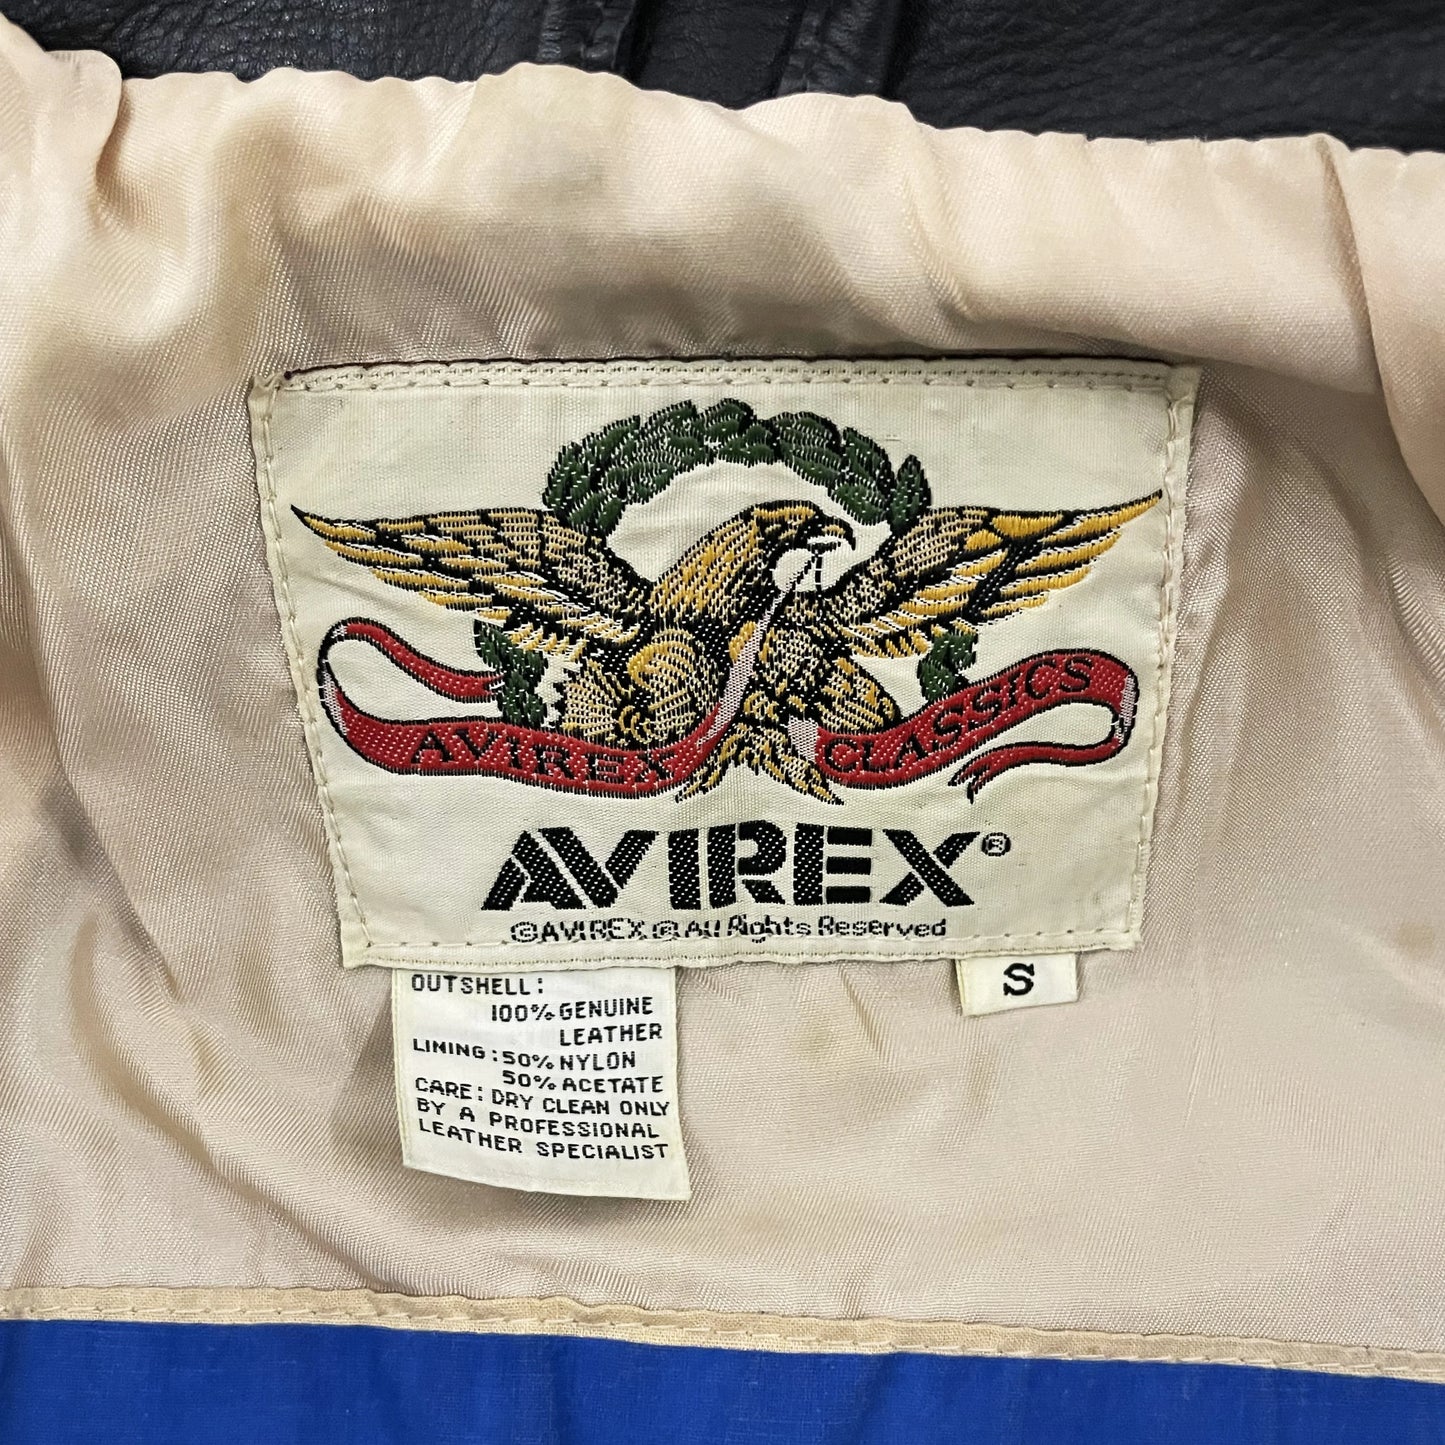 AVIREX CLASSICS
AVIREX®
©AVIREX ® All Rights Reserved
S
OUTSHELL:
100% GENUINE
LEATHER
LIMING: 50% NYLON
50% ACETATE
CARE: DRY CLEAN ONLY
BY A PROFESSIONAL
LEATHER SPECIALIST